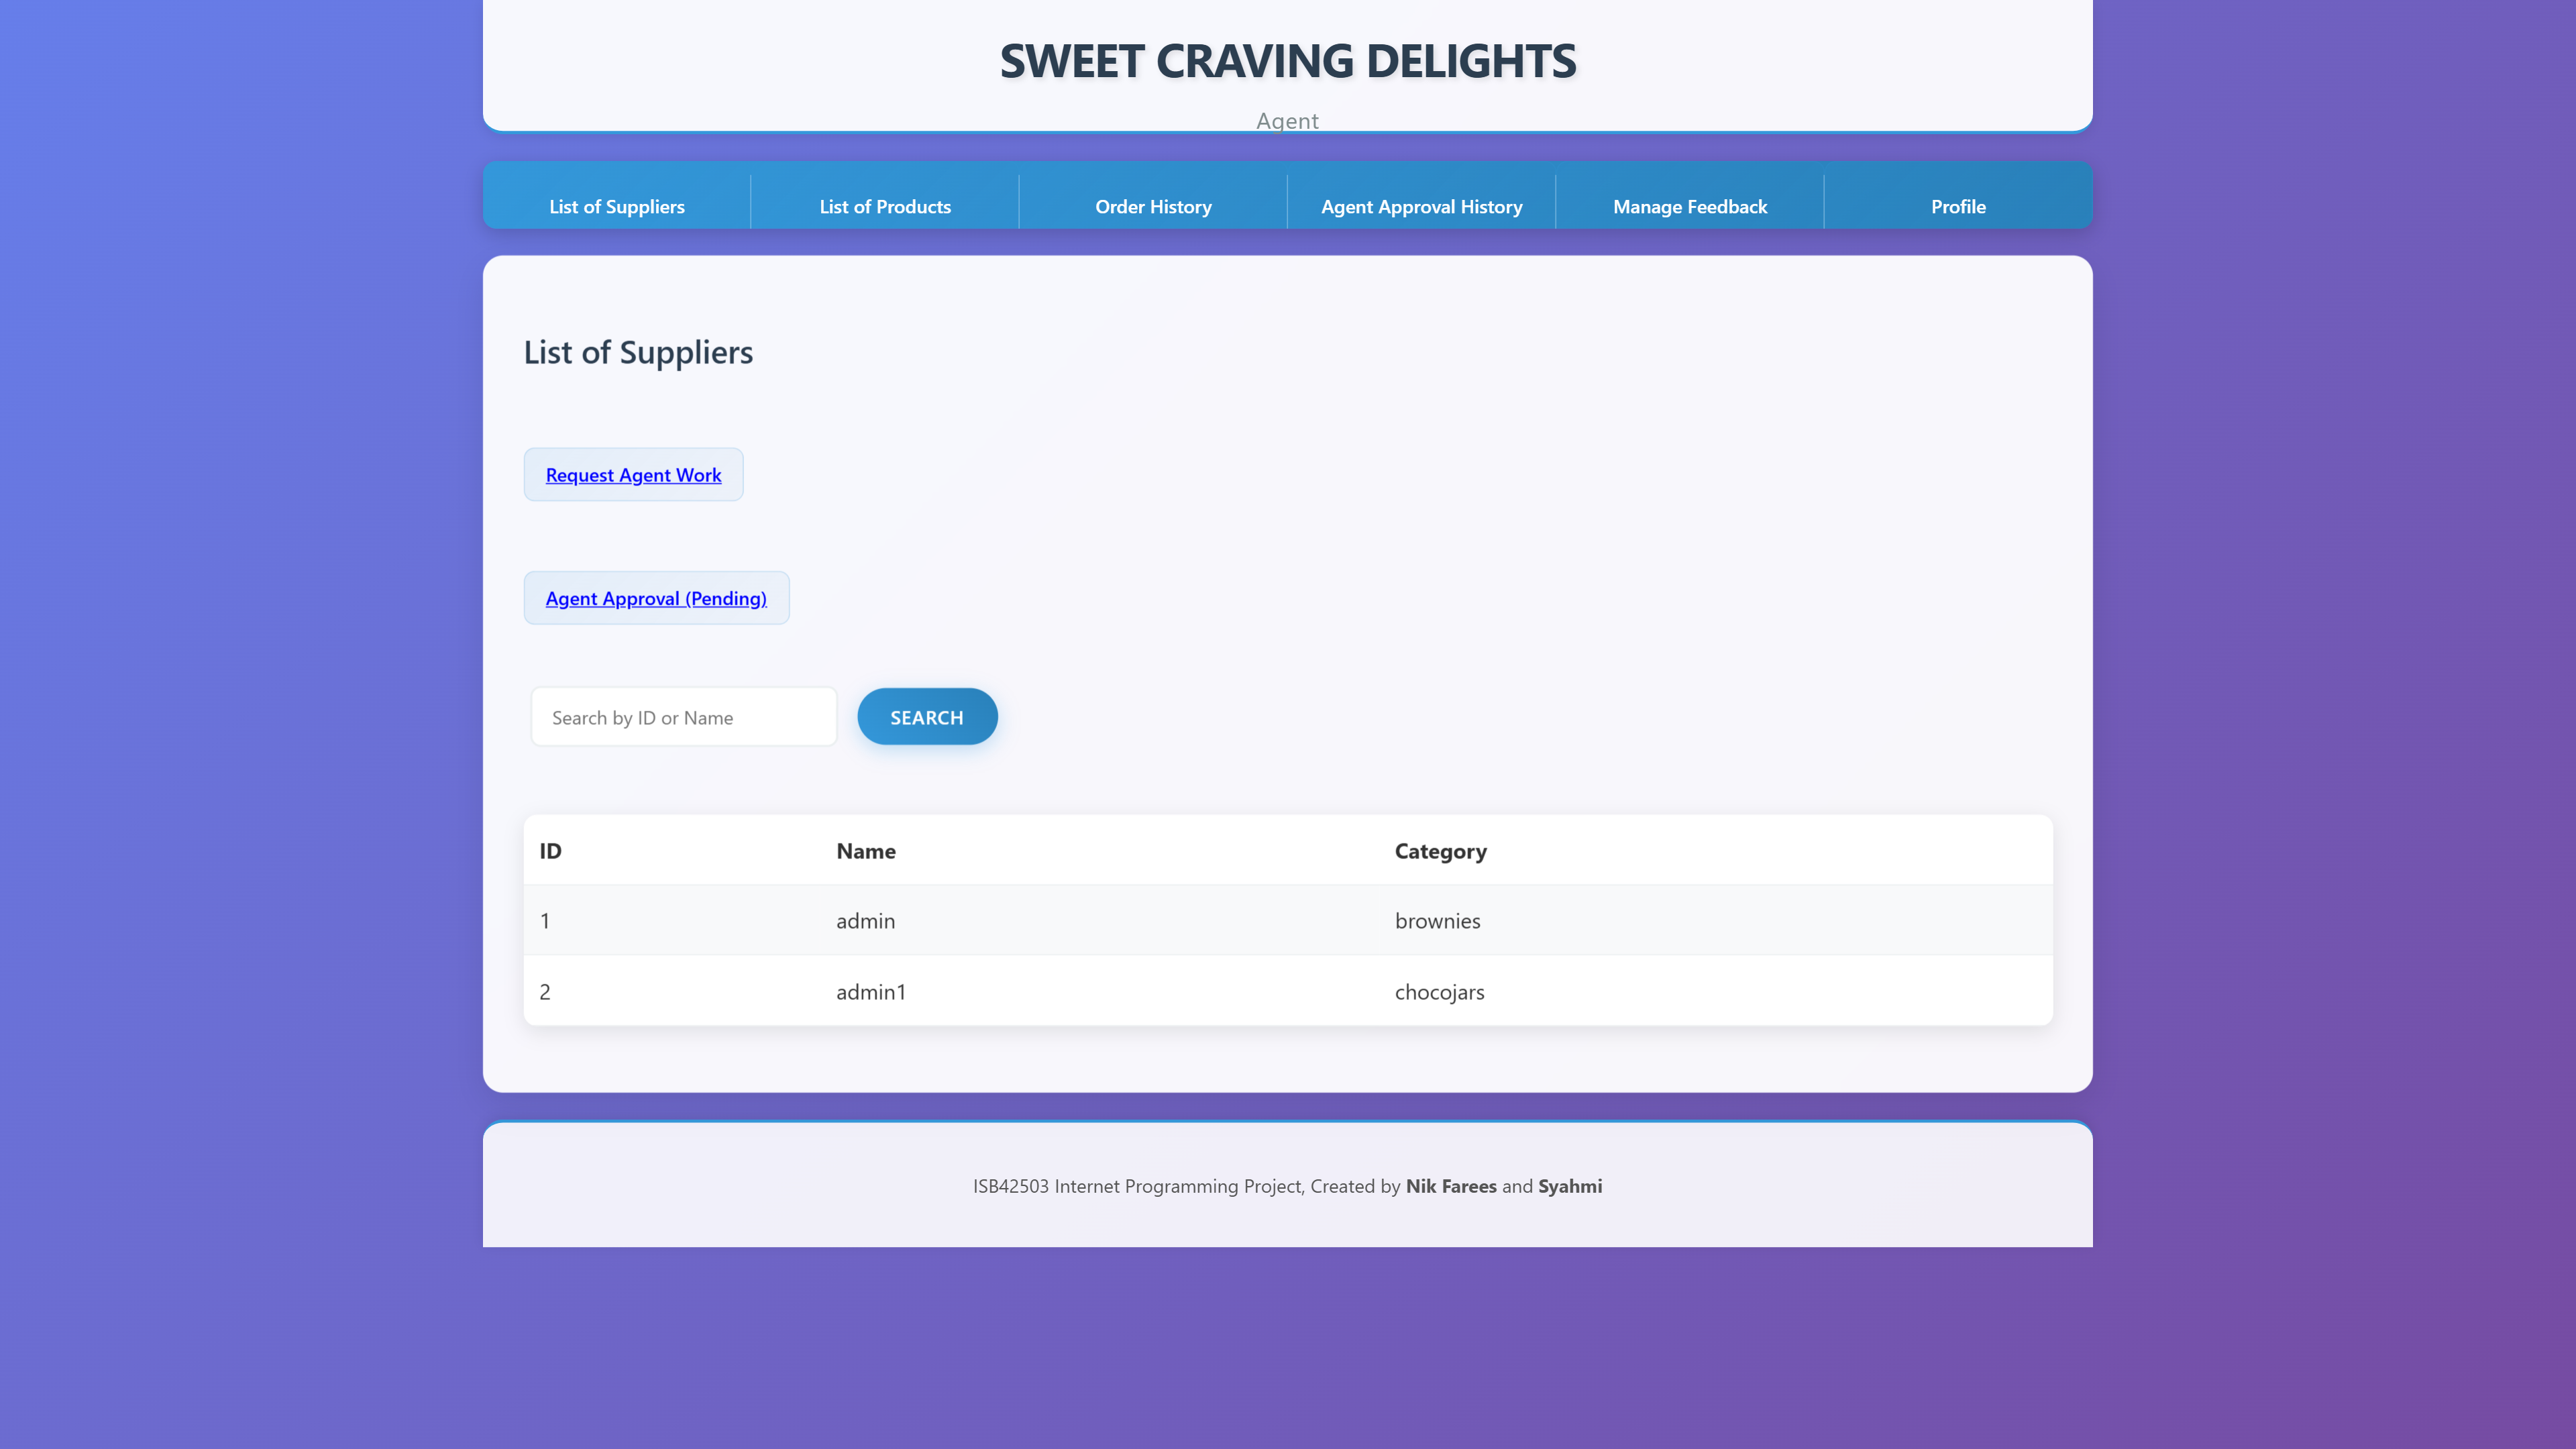 SWEET CRAVING DELIGHTS
Agent
List of Suppliers List of Products Order History Agent Approval History Manage Feedback Profile
List of Suppliers
Request Agent Work
Agent Approval (Pending)
Search by ID or Name SEARCH
ID Name Category
1 admin brownies
2 admin1 chocojars
ISB42503 Internet Programming Project, Created by Nik Farees and Syahmi